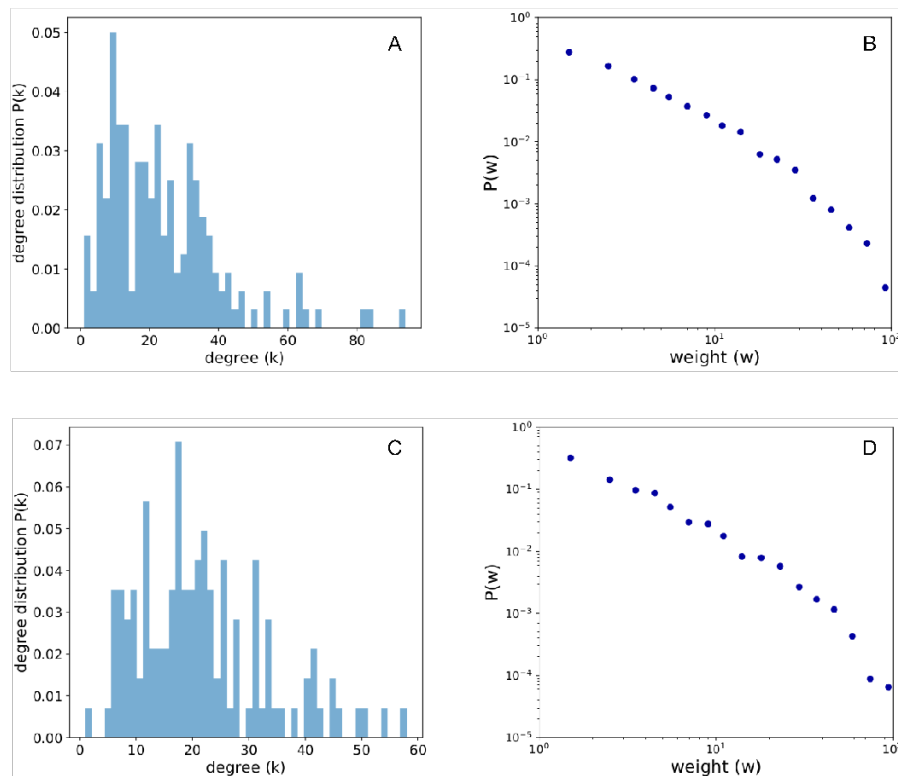 A
degree distribution P(k)
0.05
0.04
0.03
0.02
0.01
0.00
0 20 40 60 80
degree (k)
B
P(w)
10⁰
10⁻¹
10⁻²
10⁻³
10⁻⁴
10⁻⁵
10⁰ 10¹ 10²
weight (w)
C
degree distribution P(k)
0.07
0.06
0.05
0.04
0.03
0.02
0.01
0.00
0 10 20 30 40 50 60
degree (k)
D
P(w)
10⁰
10⁻¹
10⁻²
10⁻³
10⁻⁴
10⁻⁵
10⁰ 10¹ 10²
weight (w)